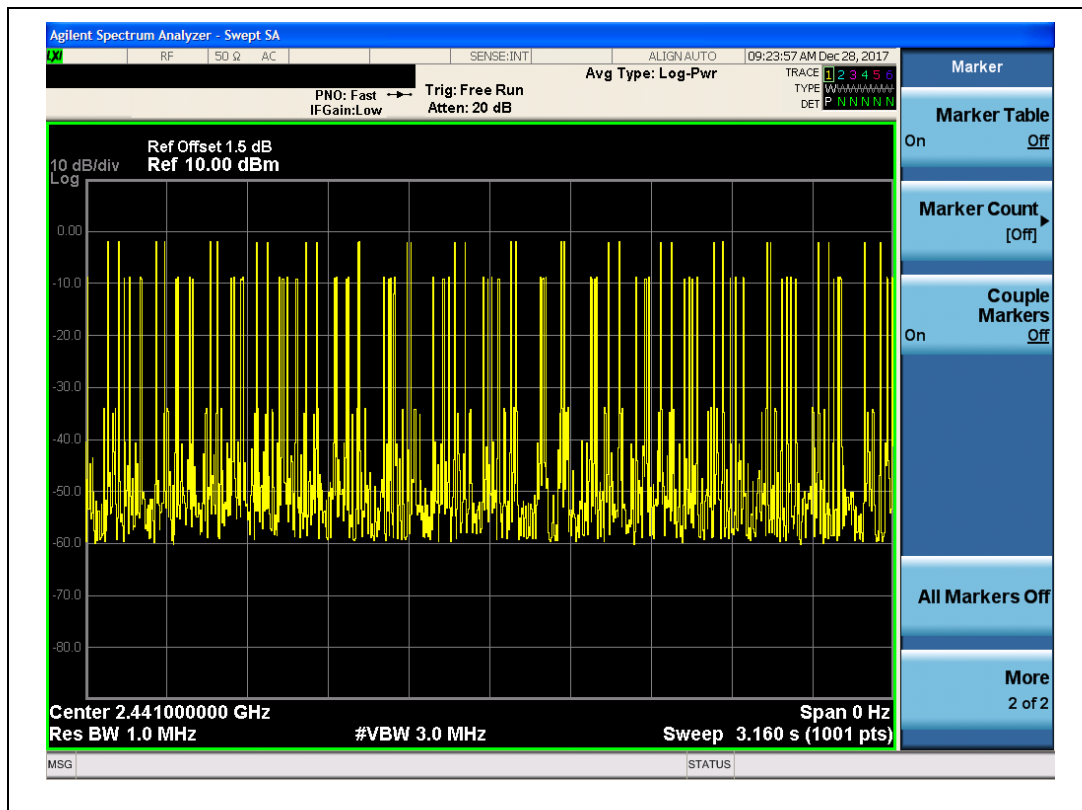 Agilent Spectrum Analyzer - Swept SA
LXI RF 50 Ω AC SENSE:INT ALIGN AUTO 09:23:57 AM Dec 28, 2017
Avg Type: Log-Pwr
TRACE 1 2 3 4 5 6
TYPE
DET P N N N N N
PNO: Fast
IFGain:Low
Trig: Free Run
Atten: 20 dB
Ref Offset 1.5 dB
10 dB/div Ref 10.00 dBm
Log
0.00
-10.0
-20.0
-30.0
-40.0
-50.0
-60.0
-70.0
-80.0
Center 2.441000000 GHz Span 0 Hz
Res BW 1.0 MHz #VBW 3.0 MHz Sweep 3.160 s (1001 pts)
MSG STATUS
Marker
Marker Table
On Off
Marker Count
[Off]
Couple
Markers
On Off
All Markers Off
More
2 of 2